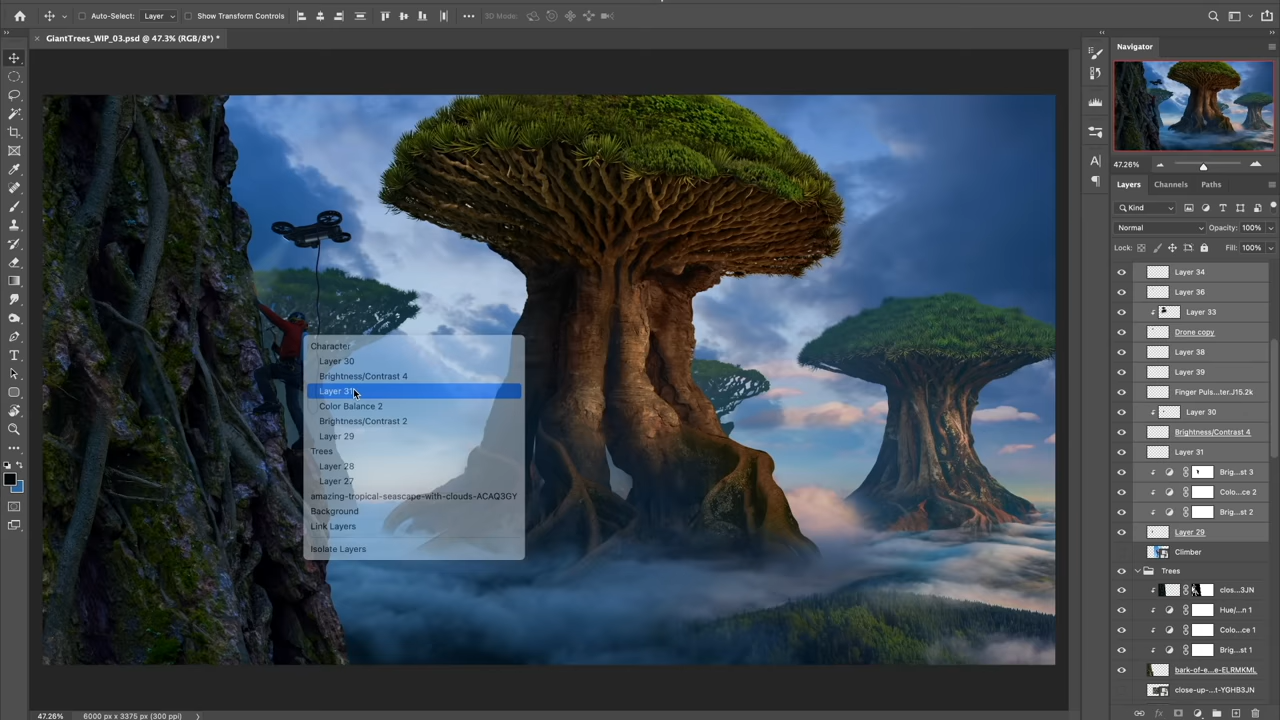 Auto-Select: Layer Show Transform Controls 3D Mode:
GiantTrees_WIP_03.psd @ 47.3% (RGB/8*) *
Navigator
47.26%
Layers Channels Paths
Kind
Normal Opacity: 100%
Lock: Fill: 100%
Layer 34
Layer 36
Layer 33
Drone copy
Layer 38
Layer 39
Finger Puls...ter.J15.2k
Layer 30
Brightness/Contrast 4
Layer 31
Brig...st 3
Colo...ce 2
Brig...st 2
Layer 29
Climber
Trees
clos...3JN
Hue/...n 1
Colo...ce 1
Brig...st 1
bark-of-e...e-ELRMKML
close-up-...t-YGHB3JN
Character
Layer 30
Brightness/Contrast 4
Layer 31
Color Balance 2
Brightness/Contrast 2
Layer 29
Trees
Layer 28
Layer 27
amazing-tropical-seascape-with-clouds-ACAQ3GY
Background
Link Layers
Isolate Layers
47.26% 6000 px x 3375 px (300 ppi)